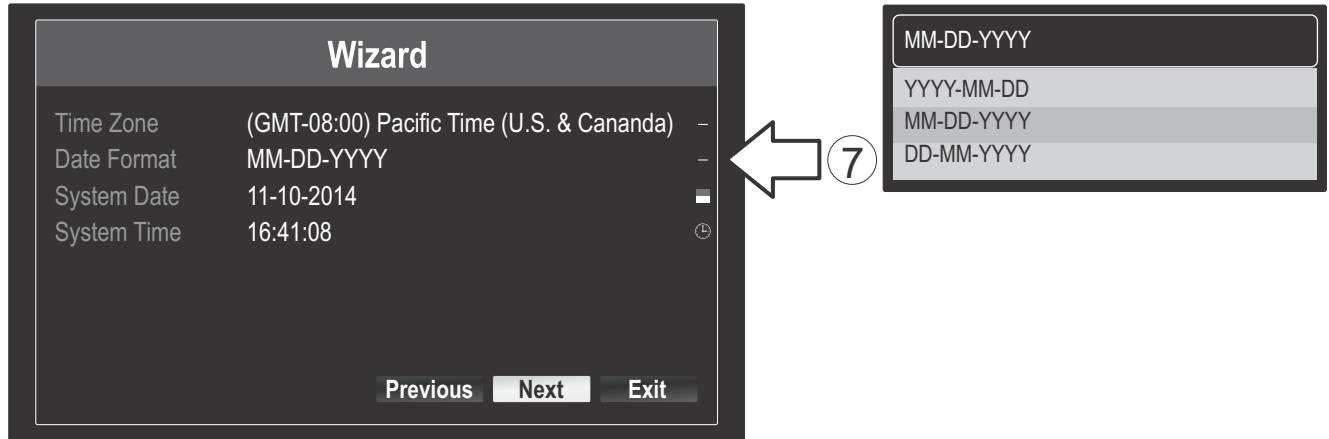 Wizard
Time Zone (GMT-08:00) Pacific Time (U.S. & Cananda)
Date Format MM-DD-YYYY
System Date 11-10-2014
System Time 16:41:08
Previous Next Exit
7
MM-DD-YYYY
YYYY-MM-DD
MM-DD-YYYY
DD-MM-YYYY